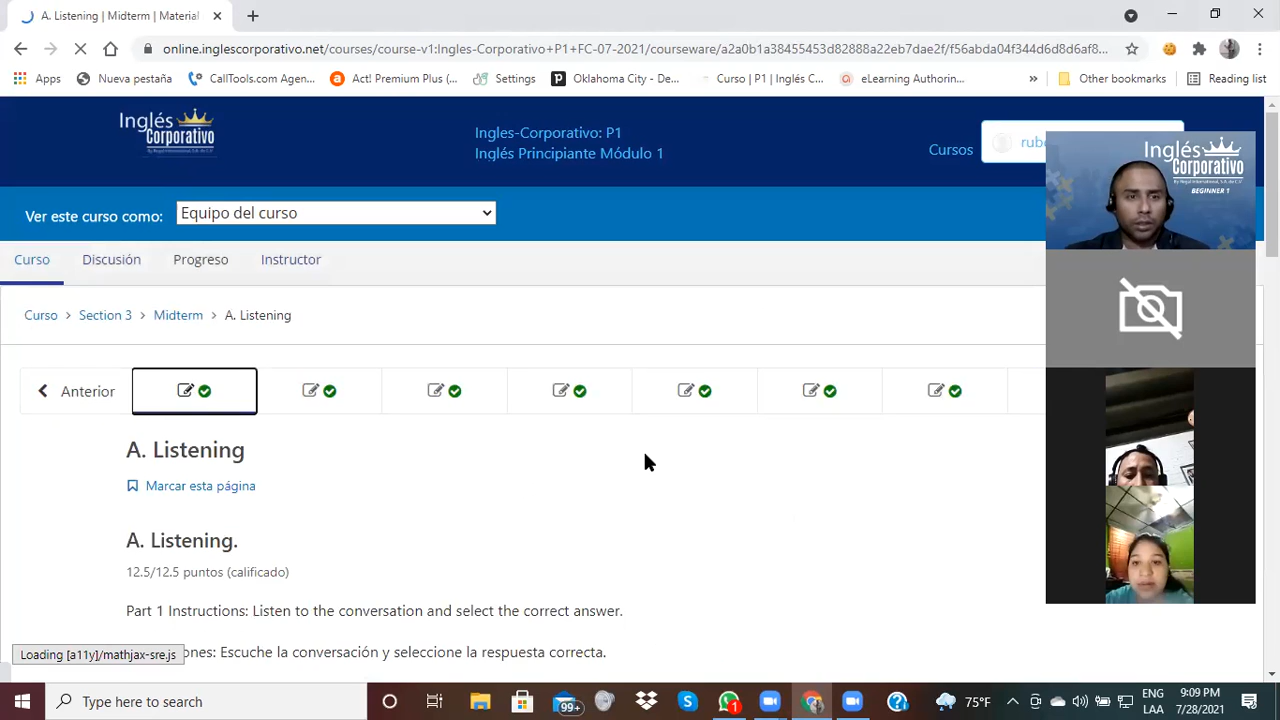 A. Listening | Midterm | Material
online.inglescorporativo.net/courses/course-v1:Ingles-Corporativo+P1+FC-07-2021/courseware/a2a0b1a38455453d82888a22eb7dae2f/f56abda04f344d6d8d6af8...
Apps
Nueva pestaña
CallTools.com Agen...
Act! Premium Plus (...
Settings
Oklahoma City - De...
Curso | P1 | Inglés C...
eLearning Authorin...
»
Other bookmarks
Reading list
Inglés
Corporativo
Ingles-Corporativo: P1
Inglés Principiante Módulo 1
Cursos
rub
Inglés
Corporativo
By Regal International, S.A. de C.V.
BEGINNER 1
Ver este curso como:
Equipo del curso
Curso
Discusión
Progreso
Instructor
Curso > Section 3 > Midterm > A. Listening
Anterior
A. Listening
Marcar esta página
A. Listening.
12.5/12.5 puntos (calificado)
Part 1 Instructions: Listen to the conversation and select the correct answer.
ones: Escuche la conversación y seleccione la respuesta correcta.
Loading [a11y]/mathjax-sre.js
Type here to search
99+
1
75°F
ENG
LAA
9:09 PM
7/28/2021